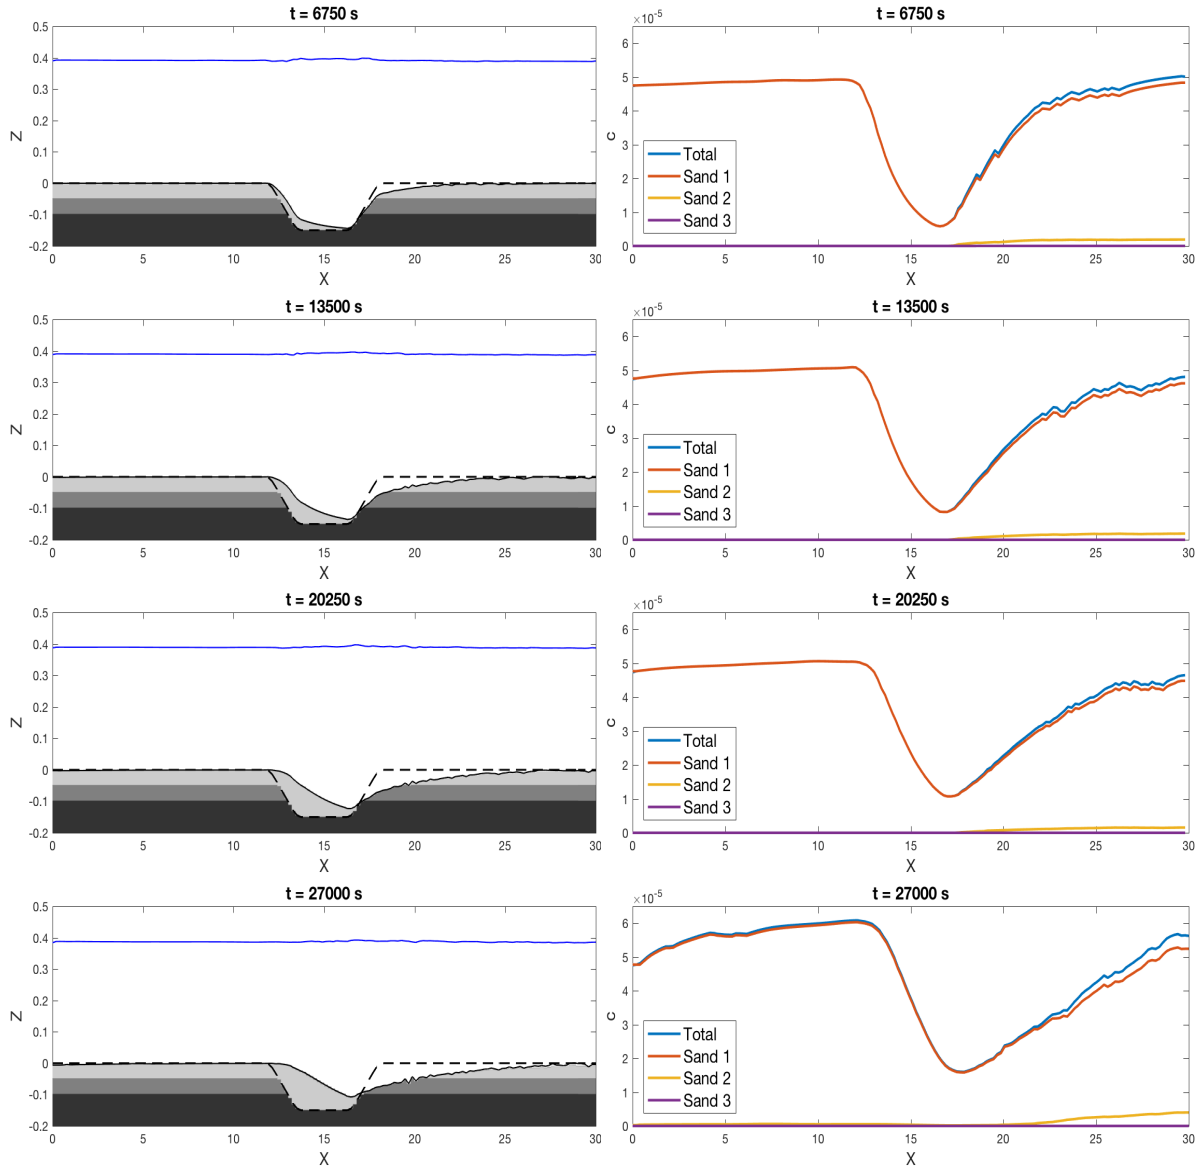 t = 6750 s
0.5
0.4
0.3
0.2
0.1
0
-0.1
-0.2
Z
0 5 10 15 20 25 30
X
t = 6750 s
×10⁻⁵
6
5
4
3
2
1
0
c
Total
Sand 1
Sand 2
Sand 3
0 5 10 15 20 25 30
X
t = 13500 s
0.5
0.4
0.3
0.2
0.1
0
-0.1
-0.2
Z
0 5 10 15 20 25 30
X
t = 13500 s
×10⁻⁵
6
5
4
3
2
1
0
c
Total
Sand 1
Sand 2
Sand 3
0 5 10 15 20 25 30
X
t = 20250 s
0.5
0.4
0.3
0.2
0.1
0
-0.1
-0.2
Z
0 5 10 15 20 25 30
X
t = 20250 s
×10⁻⁵
6
5
4
3
2
1
0
c
Total
Sand 1
Sand 2
Sand 3
0 5 10 15 20 25 30
X
t = 27000 s
0.5
0.4
0.3
0.2
0.1
0
-0.1
-0.2
Z
0 5 10 15 20 25 30
X
t = 27000 s
×10⁻⁵
6
5
4
3
2
1
0
c
Total
Sand 1
Sand 2
Sand 3
0 5 10 15 20 25 30
X